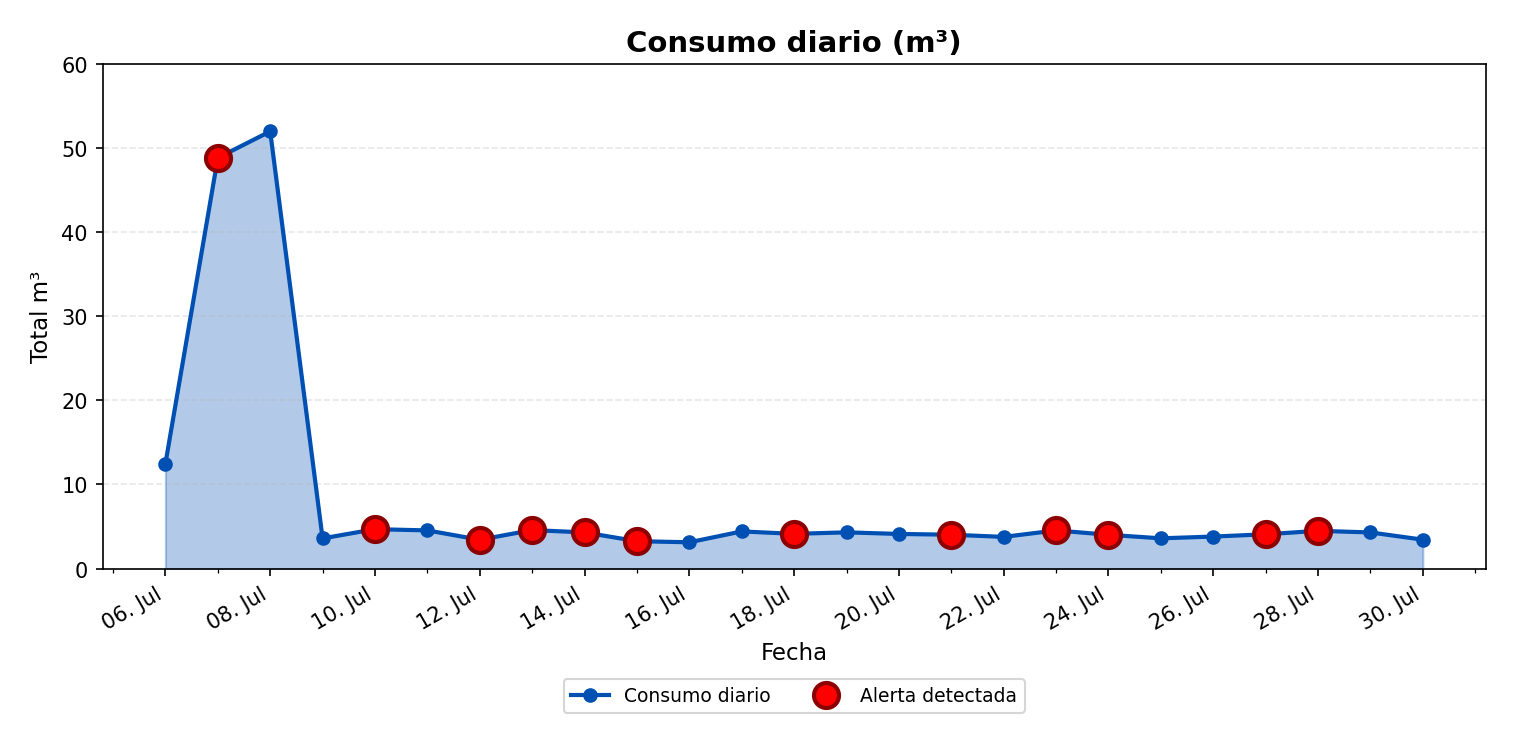 Consumo diario (m³)
60
50
40
30
20
10
0
Total m³
06. Jul
08. Jul
10. Jul
12. Jul
14. Jul
16. Jul
18. Jul
20. Jul
22. Jul
24. Jul
26. Jul
28. Jul
30. Jul
Fecha
Consumo diario
Alerta detectada